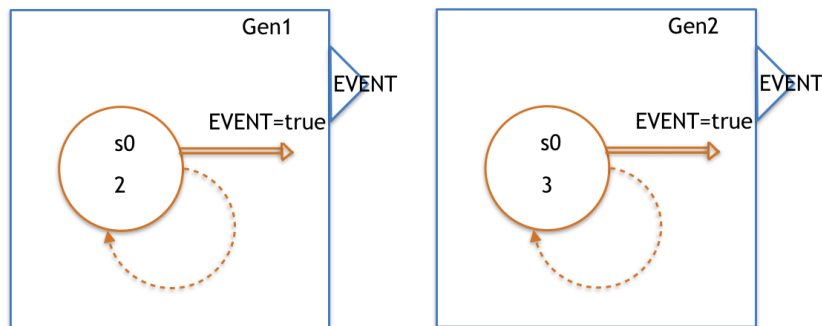 Gen1
EVENT
EVENT=true
s0
2
Gen2
EVENT
EVENT=true
s0
3